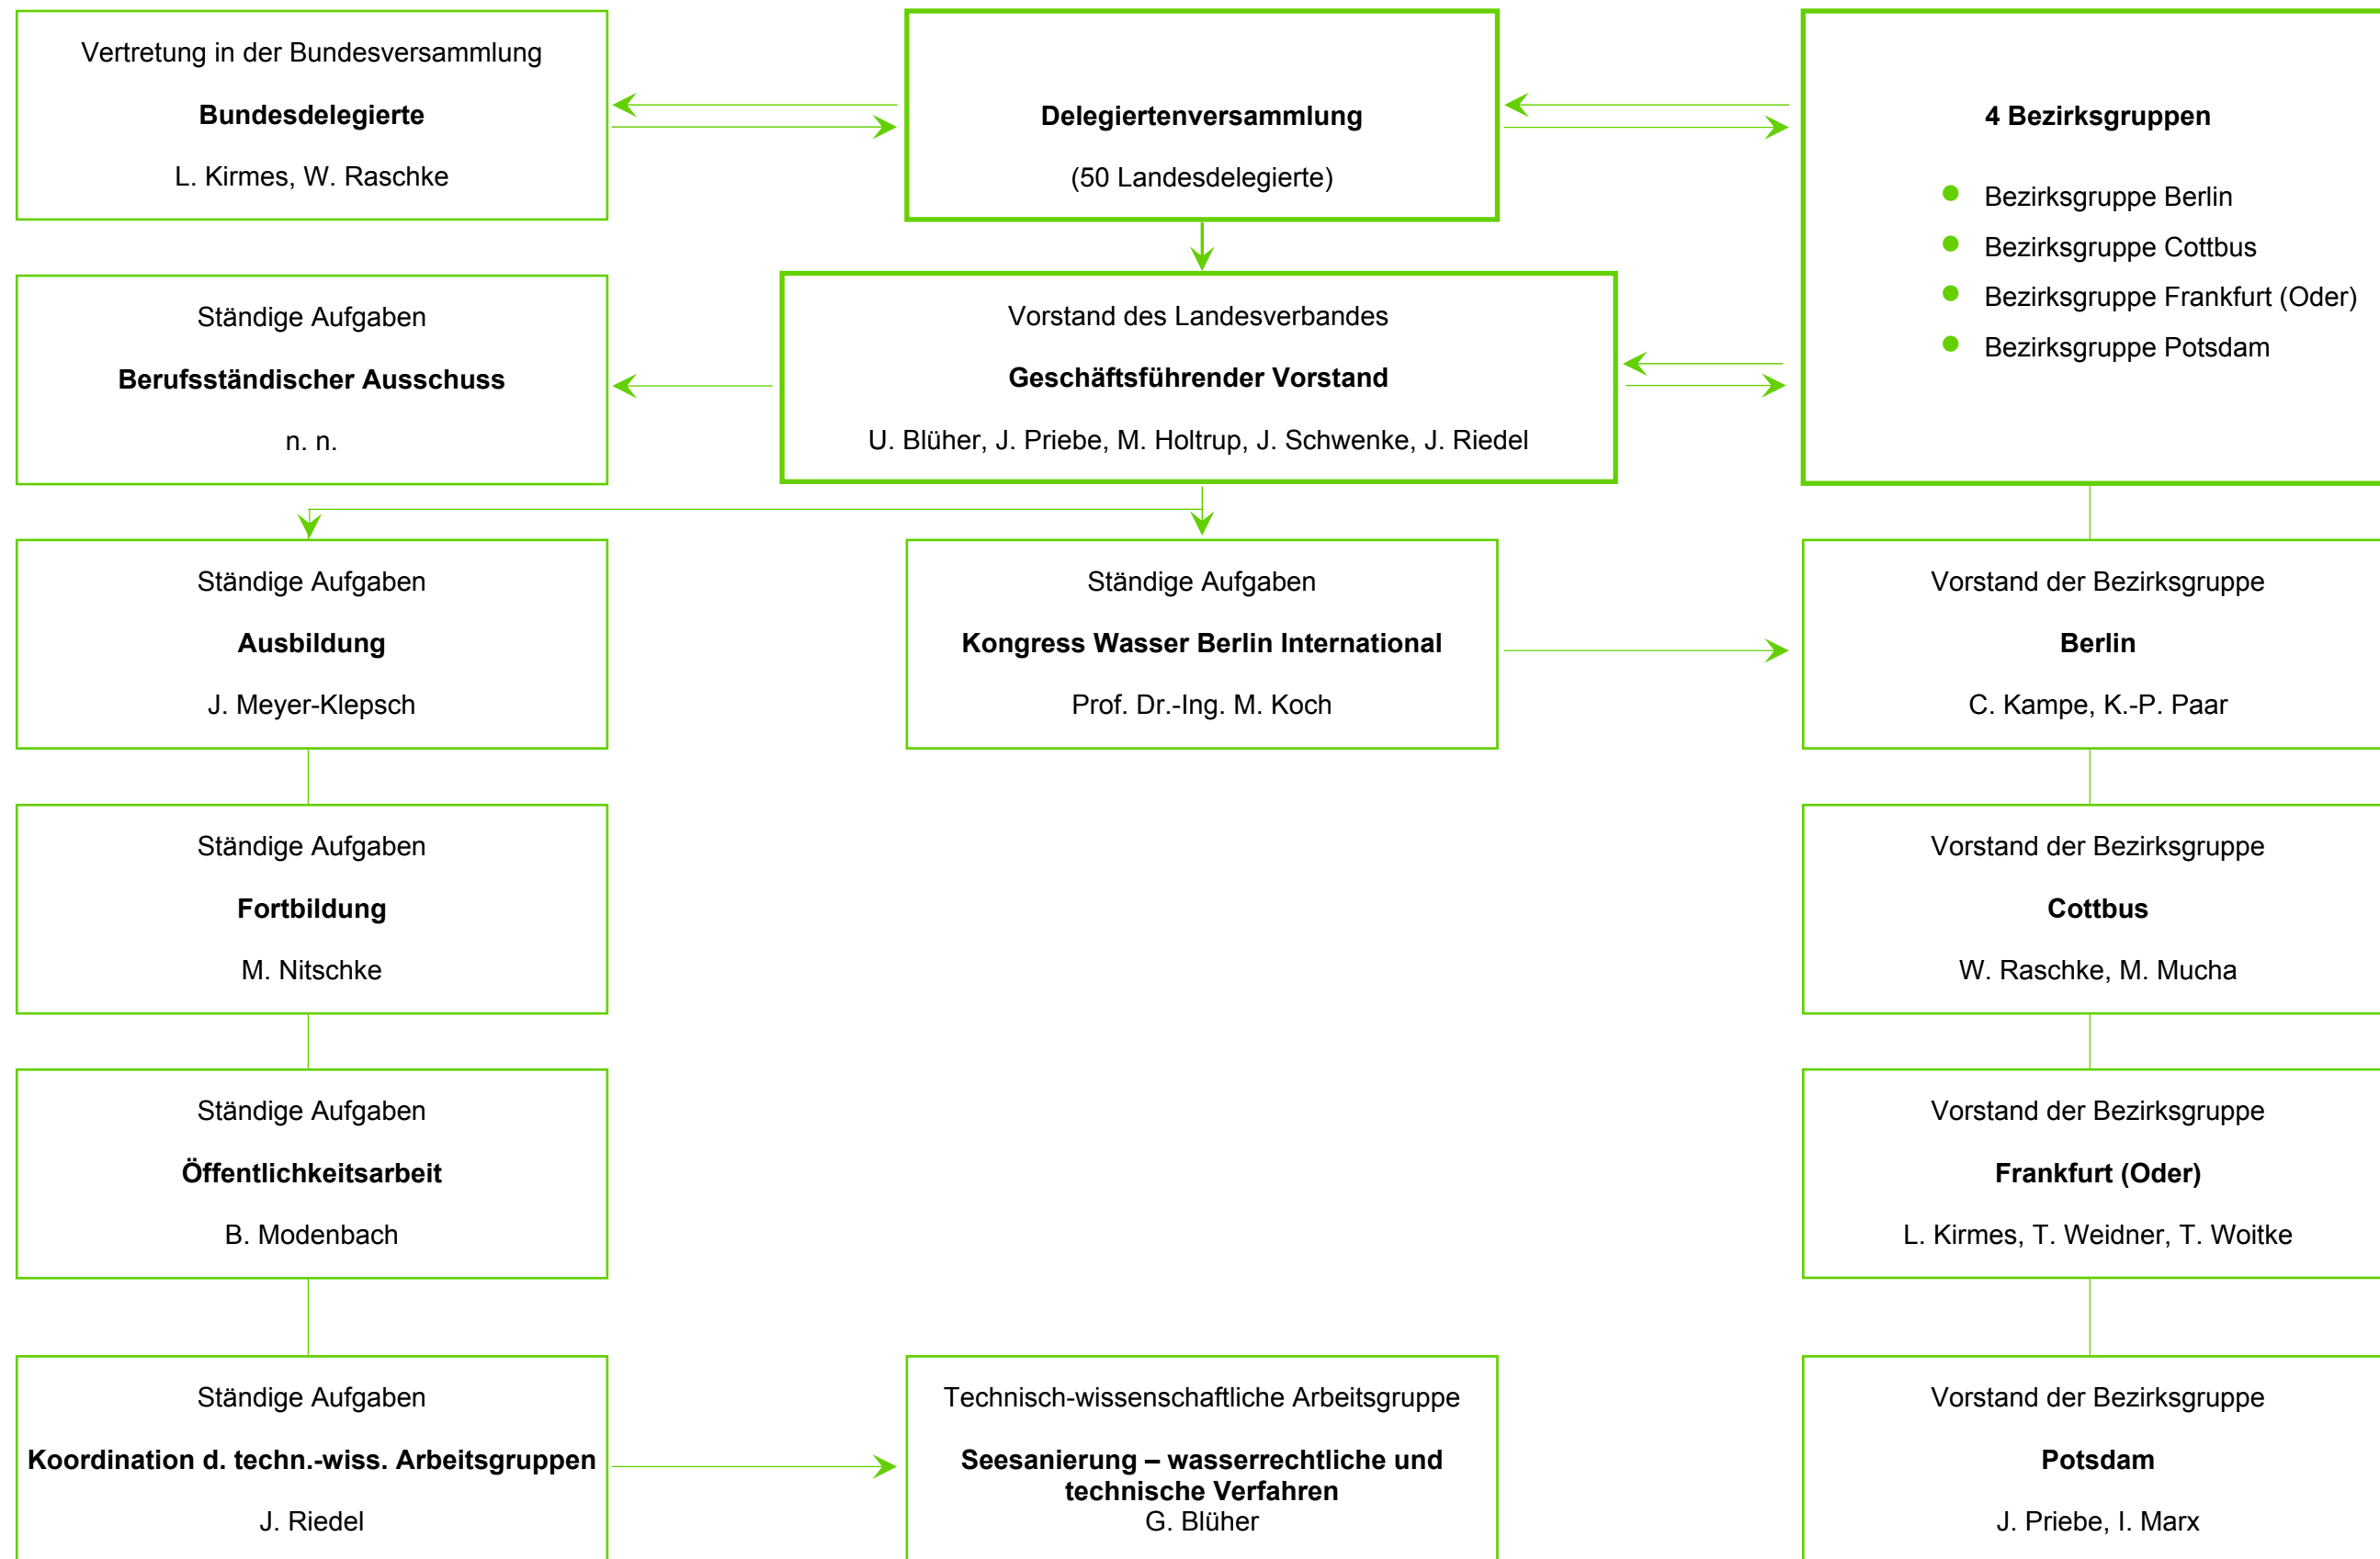 Vertretung in der Bundesversammlung
Bundesdelegierte
L. Kirmes, W. Raschke
Delegiertenversammlung
(50 Landesdelegierte)
4 Bezirksgruppen
Bezirksgruppe Berlin
Bezirksgruppe Cottbus
Bezirksgruppe Frankfurt (Oder)
Bezirksgruppe Potsdam
Ständige Aufgaben
Berufsständischer Ausschuss
n. n.
Vorstand des Landesverbandes
Geschäftsführender Vorstand
U. Blüher, J. Priebe, M. Holtrup, J. Schwenke, J. Riedel
Ständige Aufgaben
Ausbildung
J. Meyer-Klepsch
Ständige Aufgaben
Kongress Wasser Berlin International
Prof. Dr.-Ing. M. Koch
Vorstand der Bezirksgruppe
Berlin
C. Kampe, K.-P. Paar
Ständige Aufgaben
Fortbildung
M. Nitschke
Vorstand der Bezirksgruppe
Cottbus
W. Raschke, M. Mucha
Ständige Aufgaben
Öffentlichkeitsarbeit
B. Modenbach
Vorstand der Bezirksgruppe
Frankfurt (Oder)
L. Kirmes, T. Weidner, T. Woitke
Ständige Aufgaben
Koordination d. techn.-wiss. Arbeitsgruppen
J. Riedel
Technisch-wissenschaftliche Arbeitsgruppe
Seesanierung – wasserrechtliche und
technische Verfahren
G. Blüher
Vorstand der Bezirksgruppe
Potsdam
J. Priebe, I. Marx